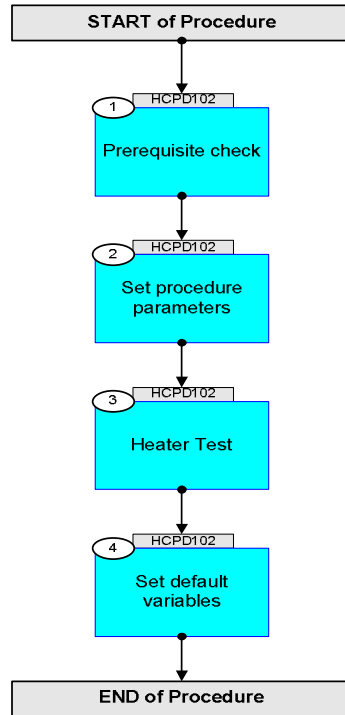 START of Procedure
HCPD102
1
Prerequisite check
HCPD102
2
Set procedure
parameters
HCPD102
3
Heater Test
HCPD102
4
Set default
variables
END of Procedure